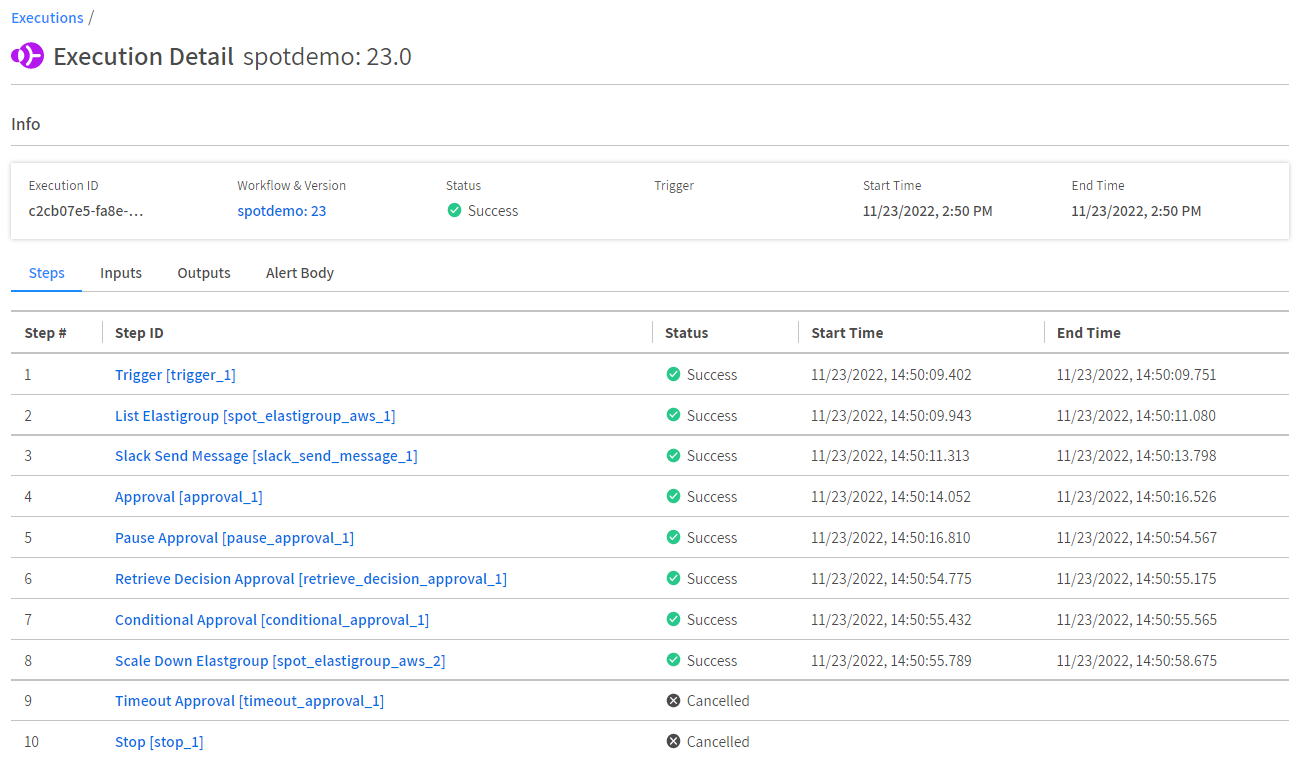 Executions /
Execution Detail spotdemo: 23.0
Info
Execution ID Workflow & Version Status Trigger Start Time End Time
c2cb07e5-fa8e-… spotdemo: 23 Success 11/23/2022, 2:50 PM 11/23/2022, 2:50 PM
Steps Inputs Outputs Alert Body
Step # Step ID Status Start Time End Time
1 Trigger [trigger_1] Success 11/23/2022, 14:50:09.402 11/23/2022, 14:50:09.751
2 List Elastigroup [spot_elastigroup_aws_1] Success 11/23/2022, 14:50:09.943 11/23/2022, 14:50:11.080
3 Slack Send Message [slack_send_message_1] Success 11/23/2022, 14:50:11.313 11/23/2022, 14:50:13.798
4 Approval [approval_1] Success 11/23/2022, 14:50:14.052 11/23/2022, 14:50:16.526
5 Pause Approval [pause_approval_1] Success 11/23/2022, 14:50:16.810 11/23/2022, 14:50:54.567
6 Retrieve Decision Approval [retrieve_decision_approval_1] Success 11/23/2022, 14:50:54.775 11/23/2022, 14:50:55.175
7 Conditional Approval [conditional_approval_1] Success 11/23/2022, 14:50:55.432 11/23/2022, 14:50:55.565
8 Scale Down Elastgroup [spot_elastigroup_aws_2] Success 11/23/2022, 14:50:55.789 11/23/2022, 14:50:58.675
9 Timeout Approval [timeout_approval_1] Cancelled
10 Stop [stop_1] Cancelled